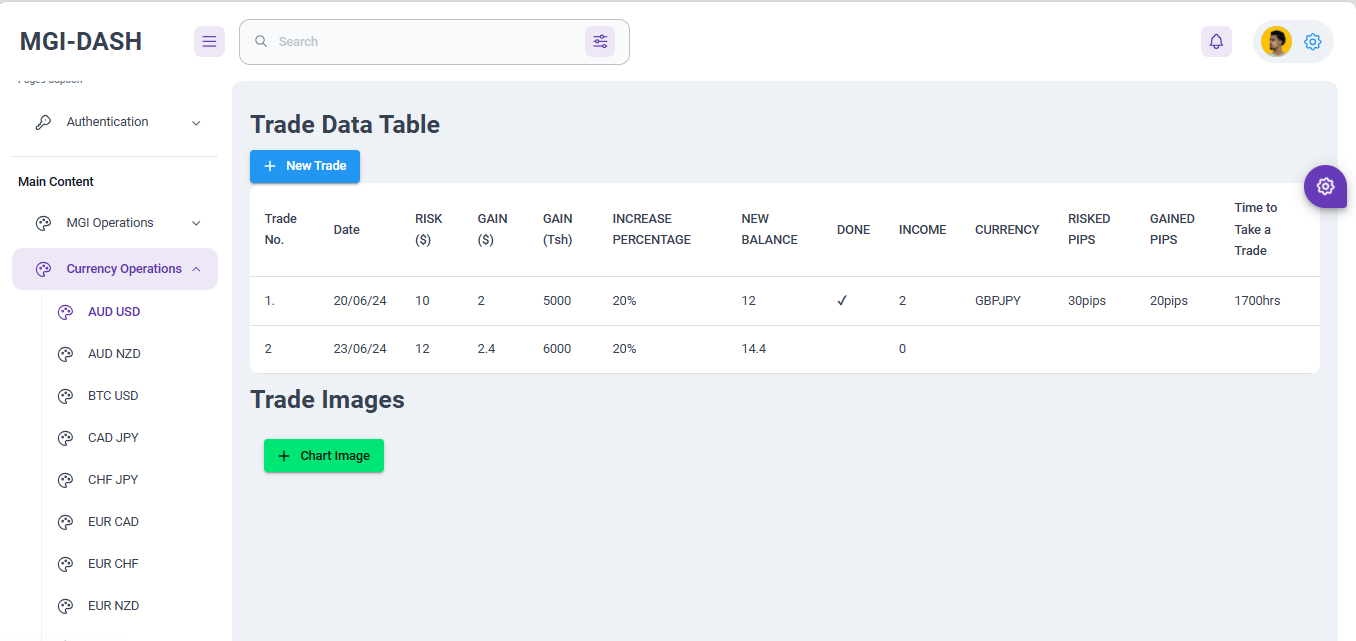 MGI-DASH
Search
Pages Caption
Authentication
Main Content
MGI Operations
Currency Operations
AUD USD
AUD NZD
BTC USD
CAD JPY
CHF JPY
EUR CAD
EUR CHF
EUR NZD
Trade Data Table
New Trade
Trade No. Date RISK ($) GAIN ($) GAIN (Tsh) INCREASE PERCENTAGE NEW BALANCE DONE INCOME CURRENCY RISKED PIPS GAINED PIPS Time to Take a Trade
1. 20/06/24 10 2 5000 20% 12 ✓ 2 GBPJPY 30pips 20pips 1700hrs
2 23/06/24 12 2.4 6000 20% 14.4 0
Trade Images
Chart Image